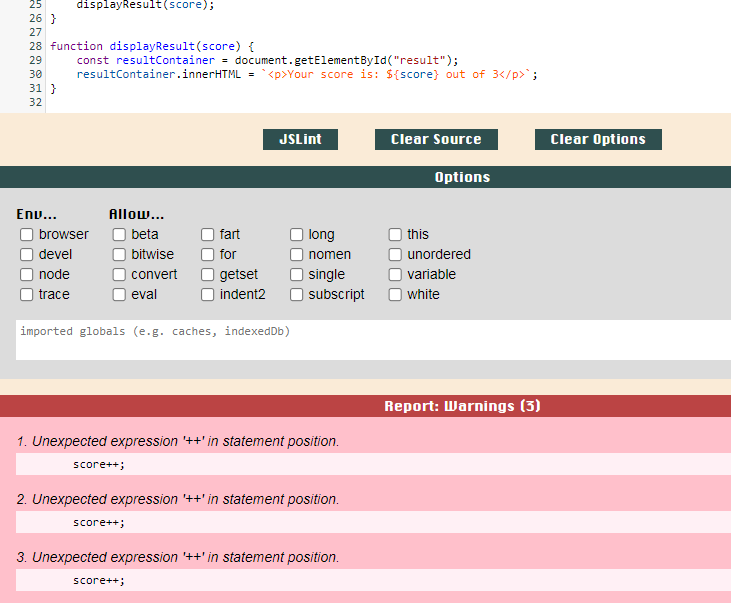 25     displayResult(score);
26 }
27
28 function displayResult(score) {
29     const resultContainer = document.getElementById("result");
30     resultContainer.innerHTML = `<p>Your score is: ${score} out of 3</p>`;
31 }
32
JSLint Clear Source Clear Options
Options
Env... Allow...
browser beta fart long this
devel bitwise for nomen unordered
node convert getset single variable
trace eval indent2 subscript white
imported globals (e.g. caches, indexedDb)
Report: Warnings (3)
1. Unexpected expression '++' in statement position.
score++;
2. Unexpected expression '++' in statement position.
score++;
3. Unexpected expression '++' in statement position.
score++;